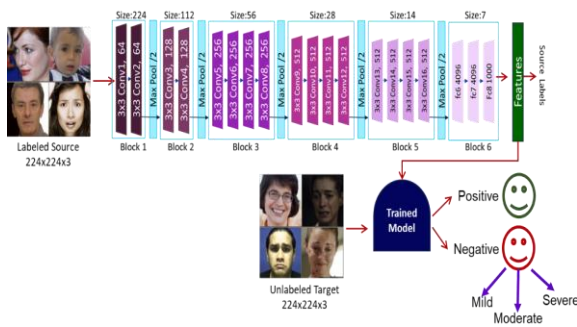 Size:224
Size:112
Size:56
Size:28
Size:14
Size:7
3x3 Conv1, 64
3x3 Conv2, 64
Max Pool /2
3x3 Conv3, 128
3x3 Conv4, 128
Max Pool /2
3x3 Conv5, 256
3x3 Conv6, 256
3x3 Conv7, 256
3x3 Conv8, 256
Max Pool /2
3x3 Conv9, 512
3x3 Conv10, 512
3x3 Conv11, 512
3x3 Conv12, 512
Max Pool /2
3x3 Conv13, 512
3x3 Conv14, 512
3x3 Conv15, 512
3x3 Conv16, 512
Max Pool /2
fc6 4096
fc7 4096
Fc8 1000
Features
Source Labels
Block 1
Block 2
Block 3
Block 4
Block 5
Block 6
Labeled Source
224x224x3
Trained
Model
Positive
Negative
Unlabeled Target
224x224x3
Mild
Moderate
Severe